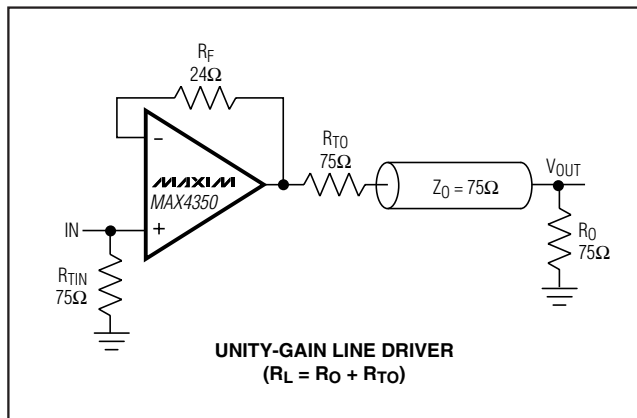 RF
24Ω
RTO
75Ω
−
MAXIM
MAX4350
+
IN
RTIN
75Ω
ZO = 75Ω
VOUT
RO
75Ω
UNITY-GAIN LINE DRIVER
(RL = RO + RTO)